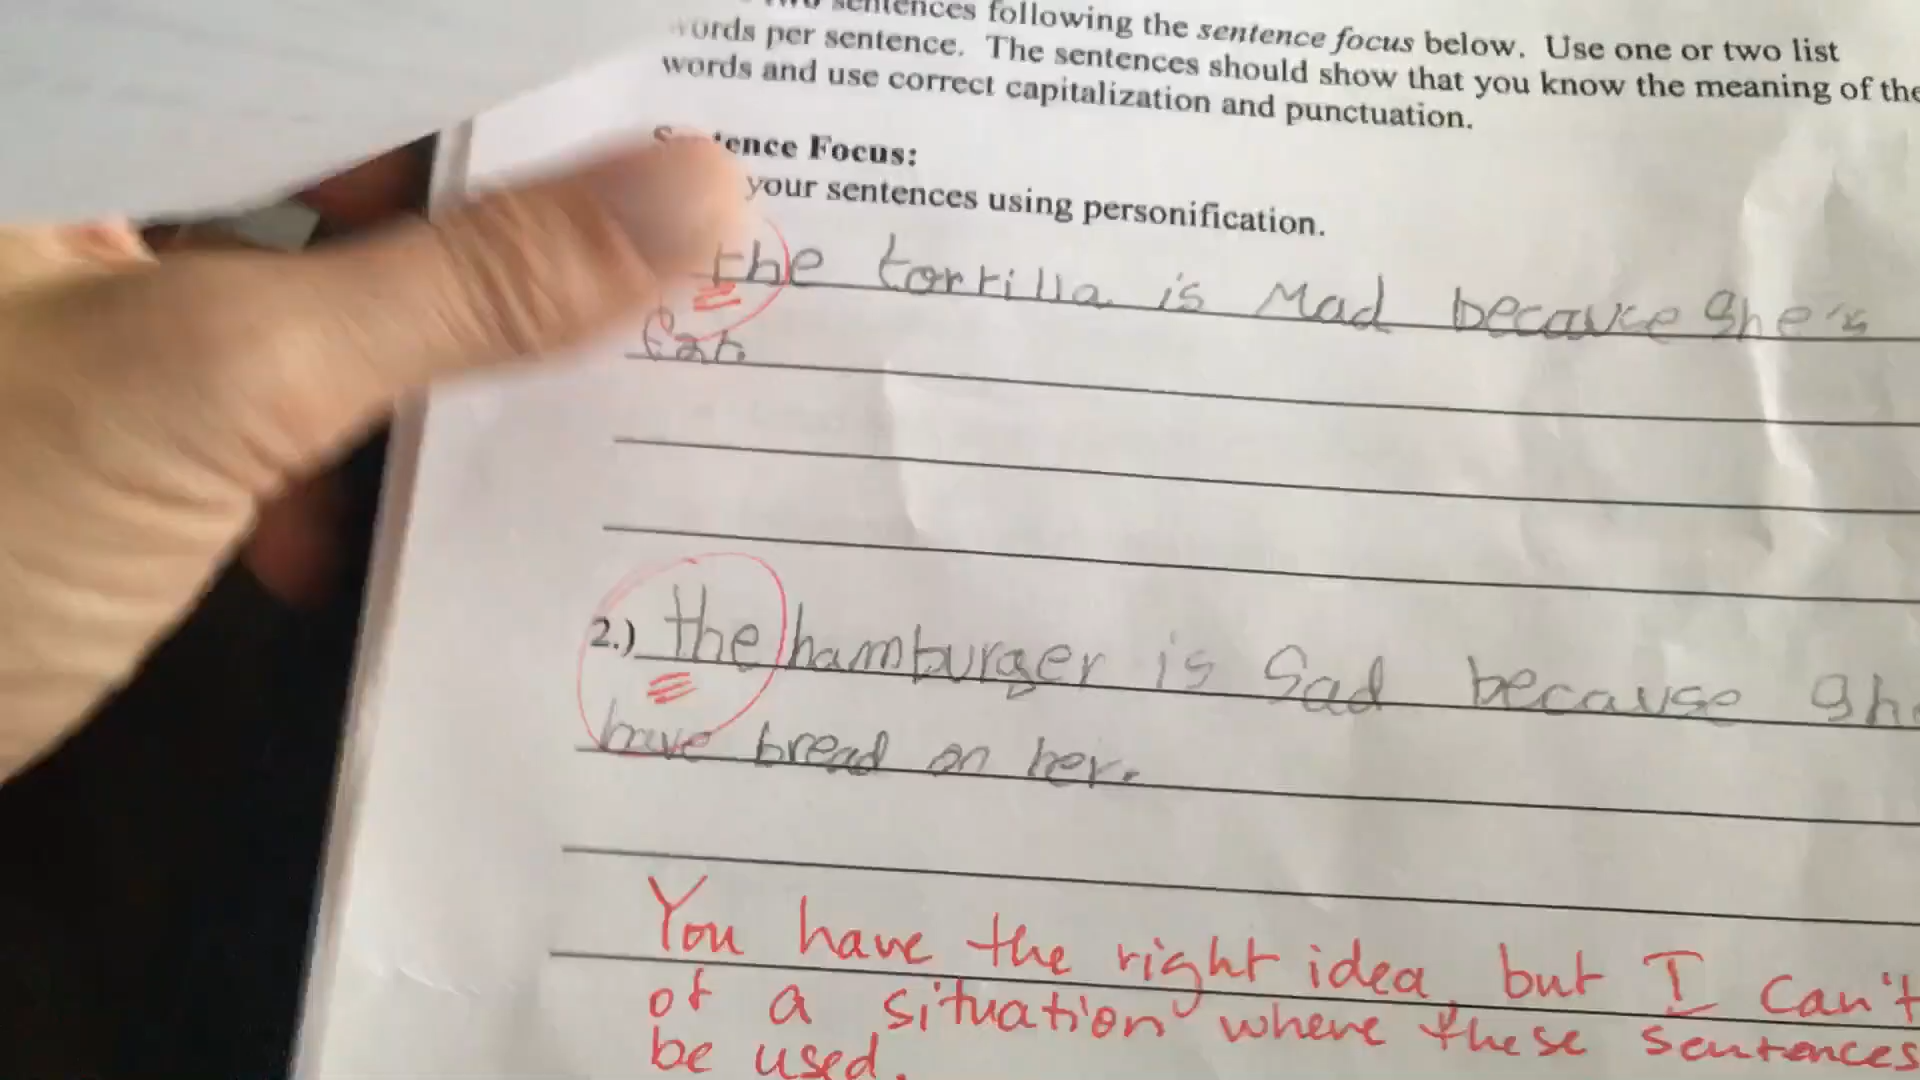 sentences following the sentence focus below. Use one or two list
words per sentence. The sentences should show that you know the meaning of the
words and use correct capitalization and punctuation.
Sentence Focus:
your sentences using personification.
the tortilla is Mad because She's
fat.
2.) the hamburger is Sad because Sh
have bread on her.
You have the right idea, but I can't
of a situation where these sentences
be used.